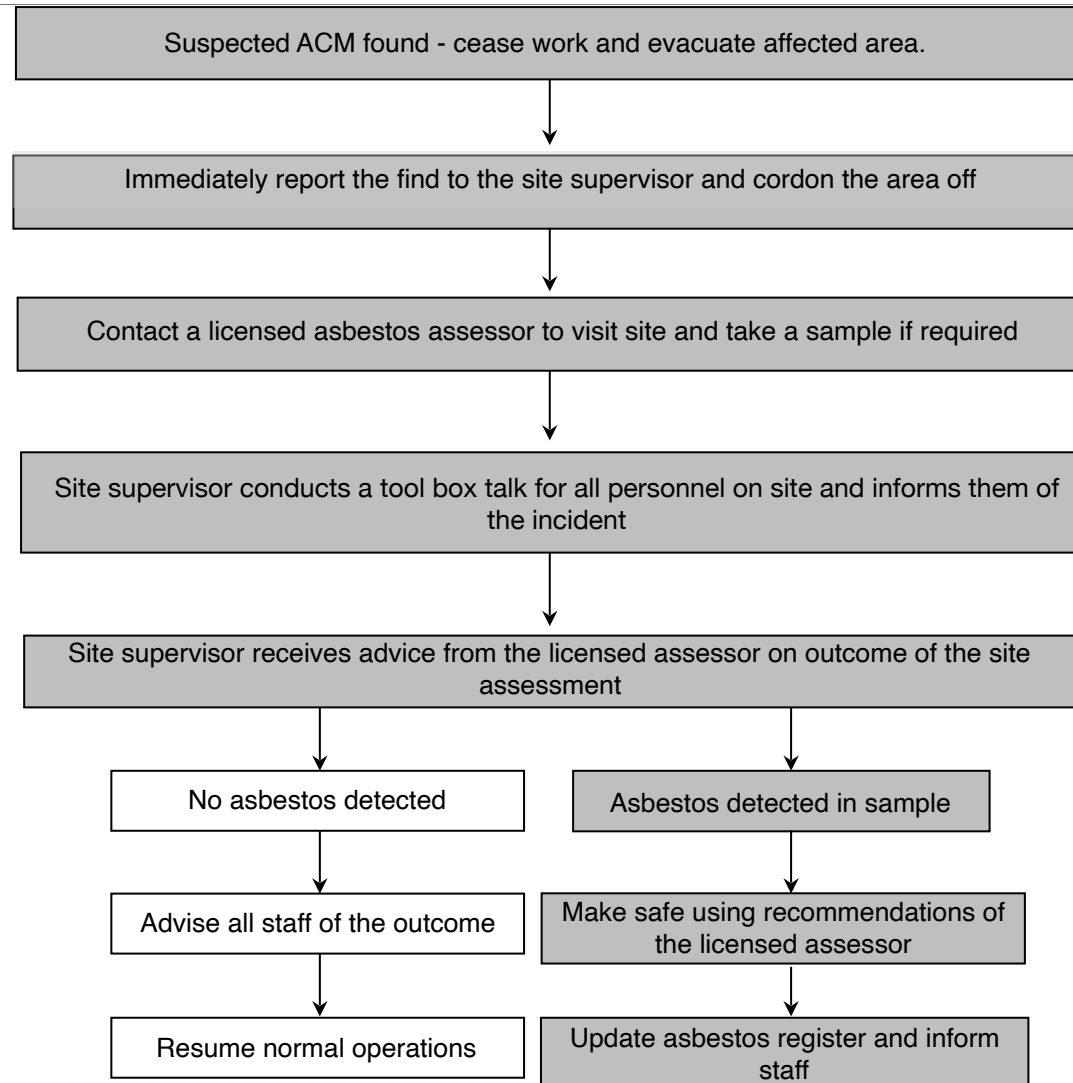 Suspected ACM found - cease work and evacuate affected area.
Immediately report the find to the site supervisor and cordon the area off
Contact a licensed asbestos assessor to visit site and take a sample if required
Site supervisor conducts a tool box talk for all personnel on site and informs them of
the incident
Site supervisor receives advice from the licensed assessor on outcome of the site
assessment
No asbestos detected
Asbestos detected in sample
Advise all staff of the outcome
Make safe using recommendations of
the licensed assessor
Resume normal operations
Update asbestos register and inform
staff